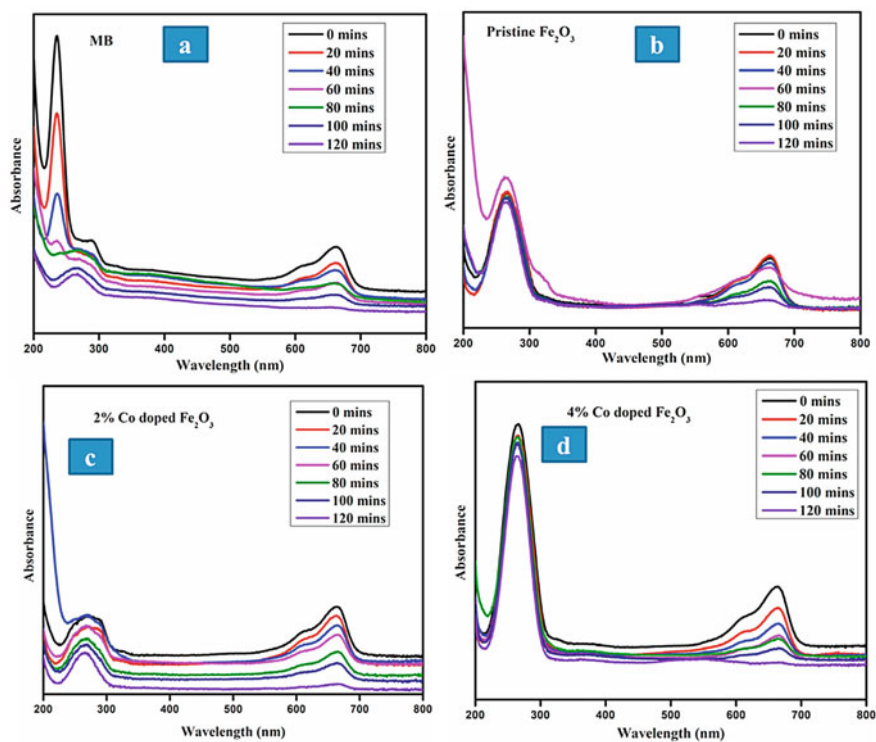 MB
a
0 mins
20 mins
40 mins
60 mins
80 mins
100 mins
120 mins
Absorbance
200 300 400 500 600 700 800
Wavelength (nm)
Pristine Fe₂O₃
b
0 mins
20 mins
40 mins
60 mins
80 mins
100 mins
120 mins
Absorbance
200 300 400 500 600 700 800
Wavelength (nm)
2% Co doped Fe₂O₃
c
0 mins
20 mins
40 mins
60 mins
80 mins
100 mins
120 mins
Absorbance
200 300 400 500 600 700 800
Wavelength (nm)
4% Co doped Fe₂O₃
d
0 mins
20 mins
40 mins
60 mins
80 mins
100 mins
120 mins
Absorbance
200 300 400 500 600 700 800
Wavelength (nm)